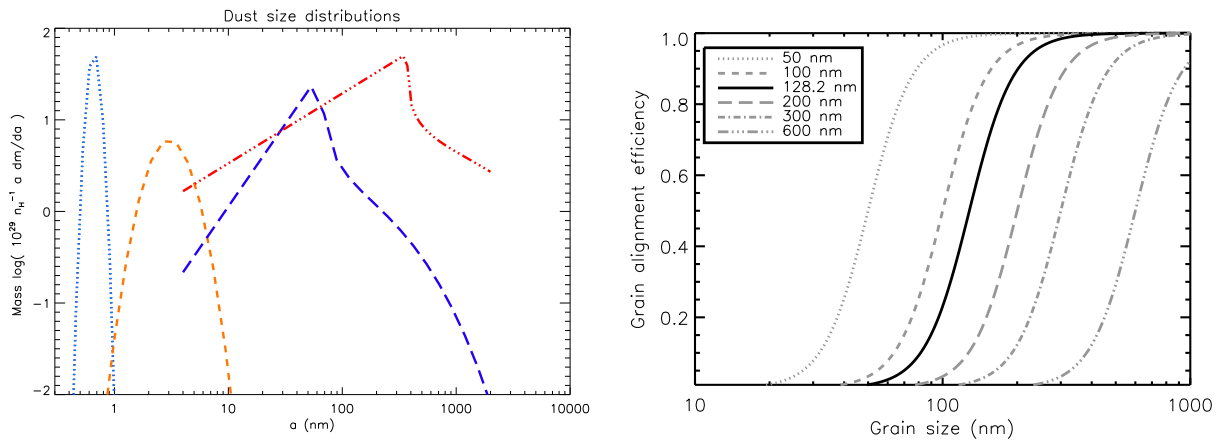 Dust size distributions
2
1
0
−1
−2
Mass log( 10²⁹ n_H⁻¹ a dm/da )
1
10
100
1000
10000
a (nm)
1.0
0.8
0.6
0.4
0.2
Grain alignment efficiency
50 nm
100 nm
128.2 nm
200 nm
300 nm
600 nm
10
100
1000
Grain size (nm)